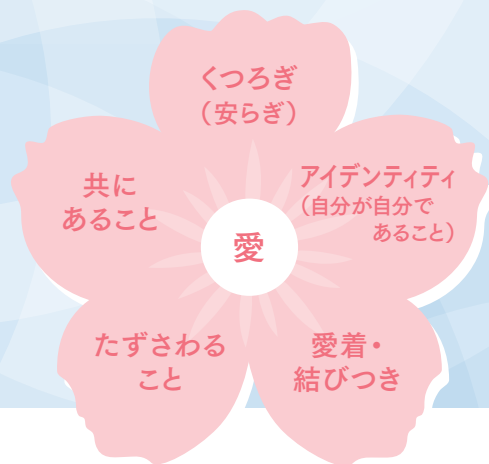 くつろぎ
（安らぎ）
共に
あること
アイデンティティ
（自分が自分で
あること）
愛
たずさわる
こと
愛着・
結びつき